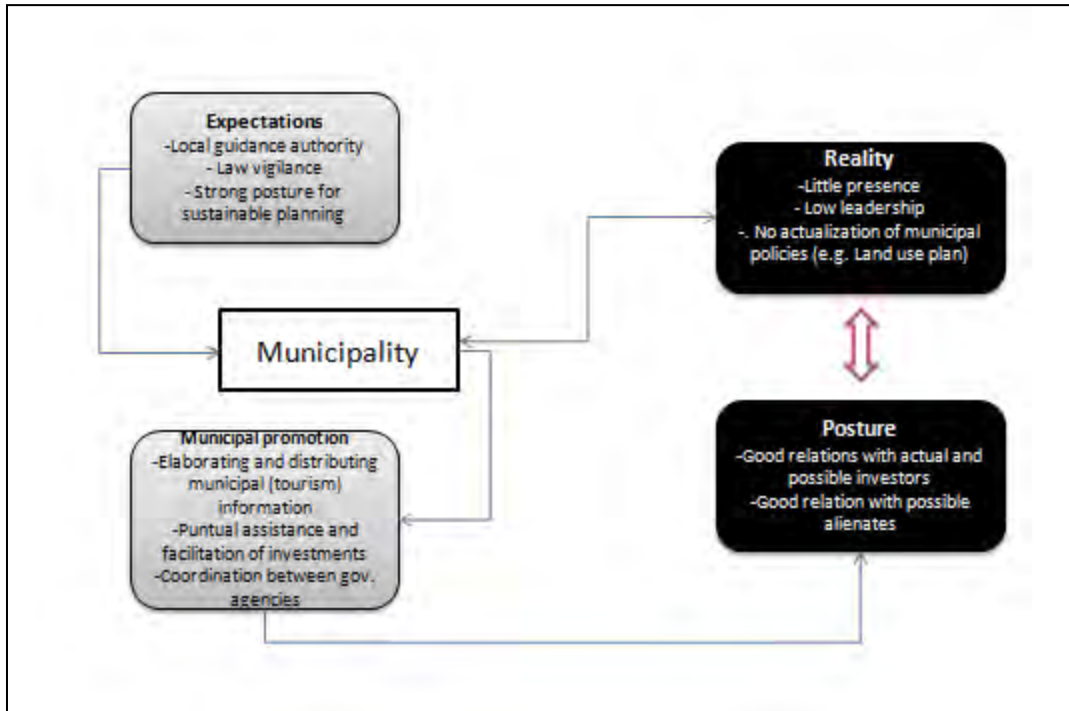 Expectations
-Local guidance authority
- Law vigilance
- Strong posture for
sustainable planning
Reality
-Little presence
- Low leadership
-. No actualization of municipal
policies (e.g. Land use plan)
Municipality
Municipal promotion
-Elaborating and distributing
municipal (tourism)
information
-Puntual assistance and
facilitation of investments
-Coordination between gov.
agencies
Posture
-Good relations with actual and
possible investors
-Good relation with possible
alienates